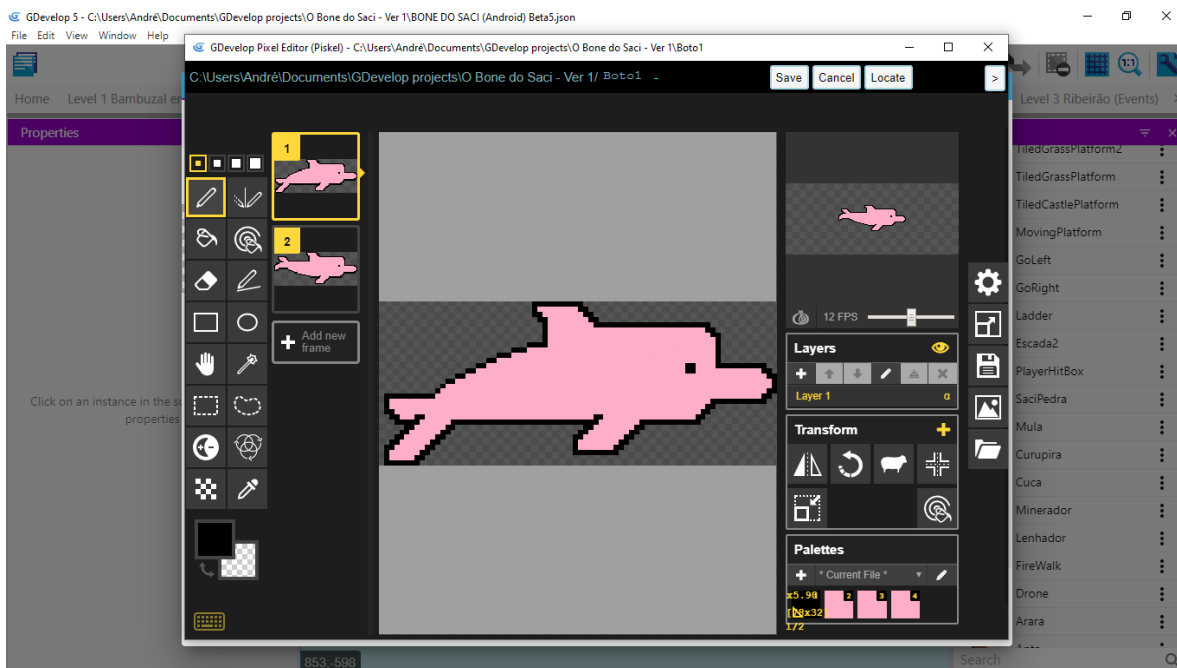 GDevelop 5 - C:\Users\André\Documents\GDevelop projects\O Bone do Saci - Ver 1\BONE DO SACI (Android) Beta5.json
File Edit View Window Help
GDevelop Pixel Editor (Piskel) - C:\Users\André\Documents\GDevelop projects\O Bone do Saci - Ver 1\Boto1
C:\Users\André\Documents\GDevelop projects\O Bone do Saci - Ver 1/ Boto1 -
Save Cancel Locate >
1:1
Home Level 1 Bambuzal
Level 3 Ribeirão (Events)
Properties
Click on an instance in the
properties
1
2
Add new
frame
12 FPS
Layers
Layer 1 α
Transform
Palettes
* Current File *
2 3 4
x5.90
1/2
TiledGrassPlatform2
TiledGrassPlatform
TiledCastlePlatform
MovingPlatform
GoLeft
GoRight
Ladder
Escada2
PlayerHitBox
SaciPedra
Mula
Curupira
Cuca
Minerador
Lenhador
FireWalk
Drone
Arara
Search
853;-598